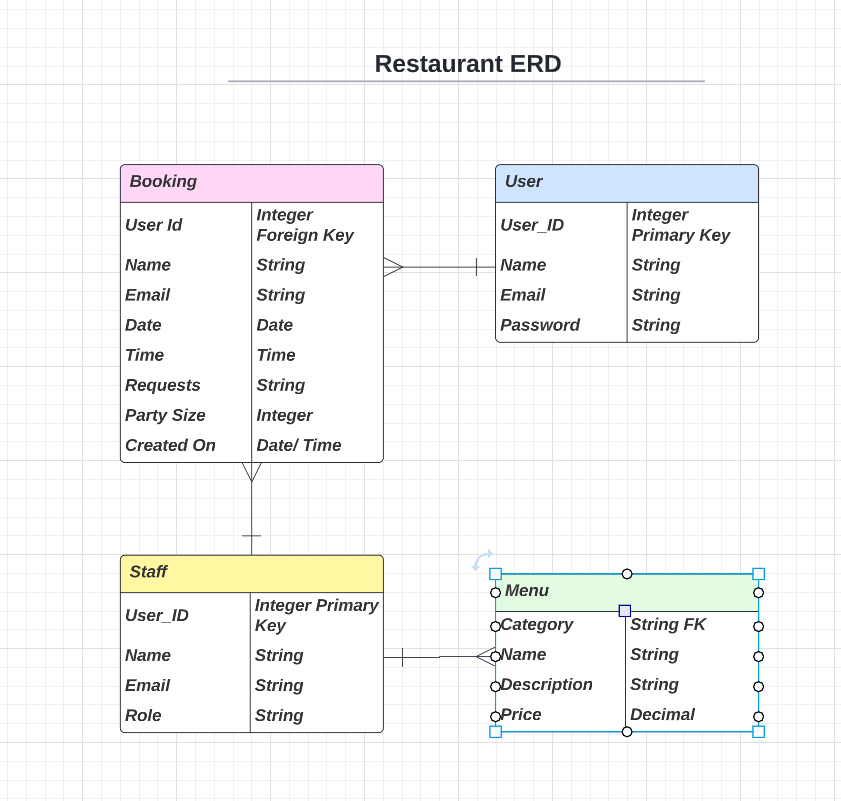 Restaurant ERD
Booking
User Id
Integer
Foreign Key
Name
String
Email
String
Date
Date
Time
Time
Requests
String
Party Size
Integer
Created On
Date/ Time
User
User_ID
Integer
Primary Key
Name
String
Email
String
Password
String
Staff
User_ID
Integer Primary
Key
Name
String
Email
String
Role
String
Menu
Category
String FK
Name
String
Description
String
Price
Decimal